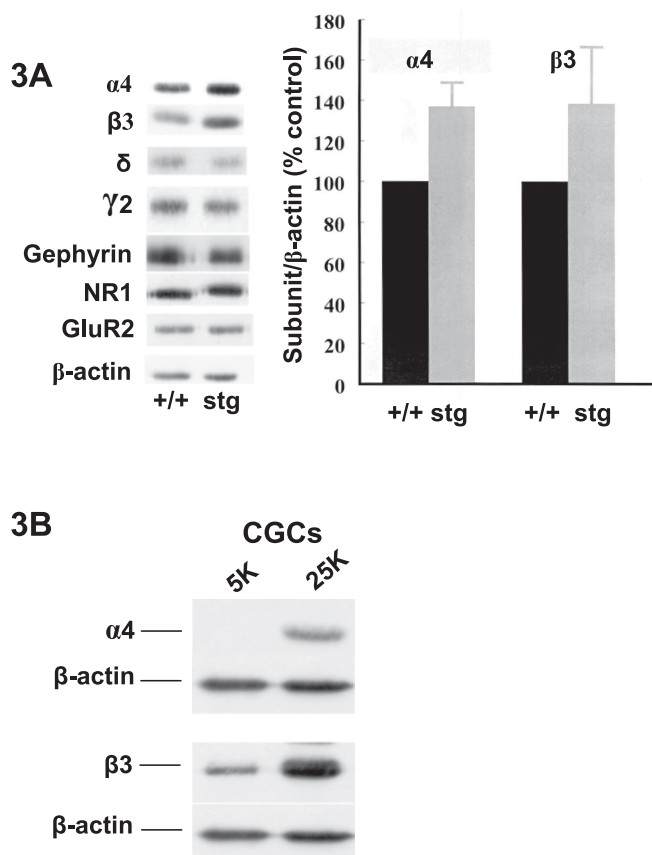 3A
α4
β3
δ
γ2
Gephyrin
NR1
GluR2
β-actin
+/+ stg
Subunit/β-actin (% control)
180
160
140
120
100
80
60
40
20
0
α4
β3
+/+ stg
+/+ stg
3B
CGCs
5K
25K
α4
β-actin
β3
β-actin